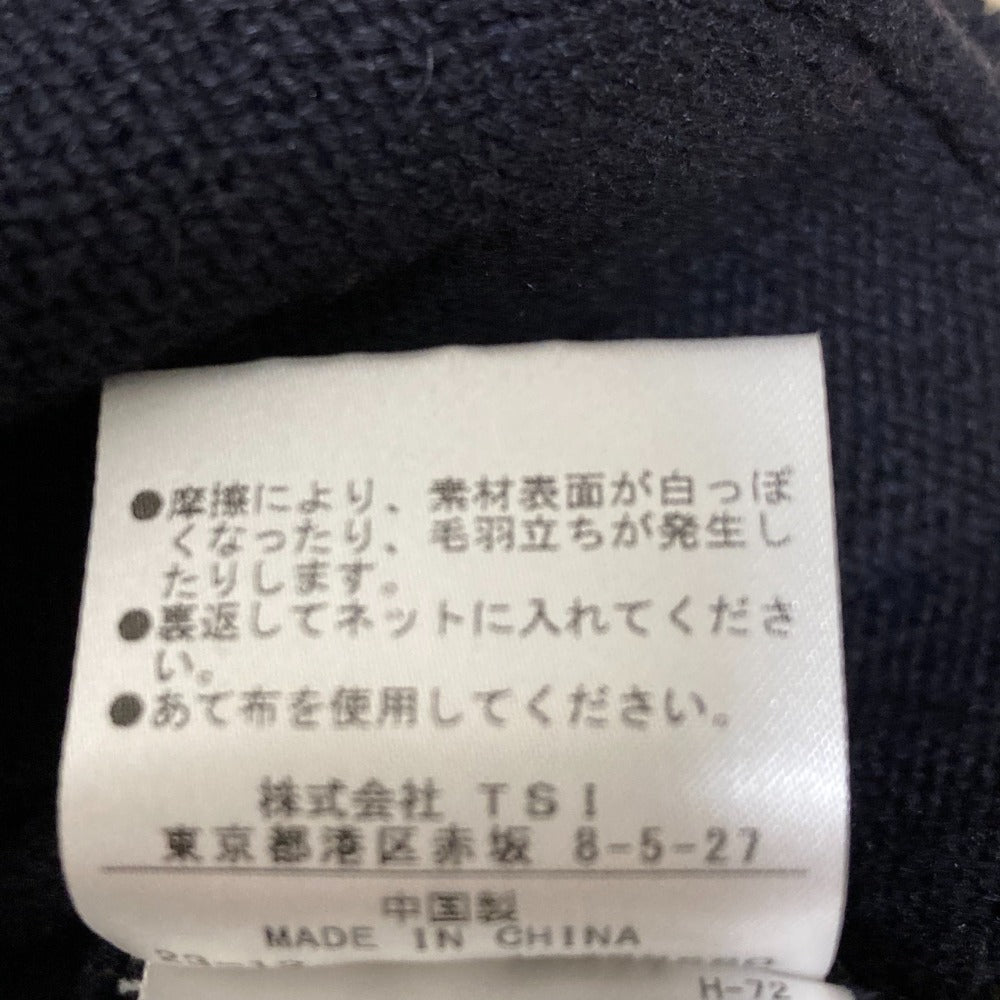 ●摩擦により、素材表面が白っぽ
くなったり、毛羽立ちが発生し
たりします。
●裏返してネットに入れてくださ
い。
●あて布を使用してください。
株式会社 TSI
東京都港区赤坂 8-5-27
中国製
MADE IN CHINA
H-72